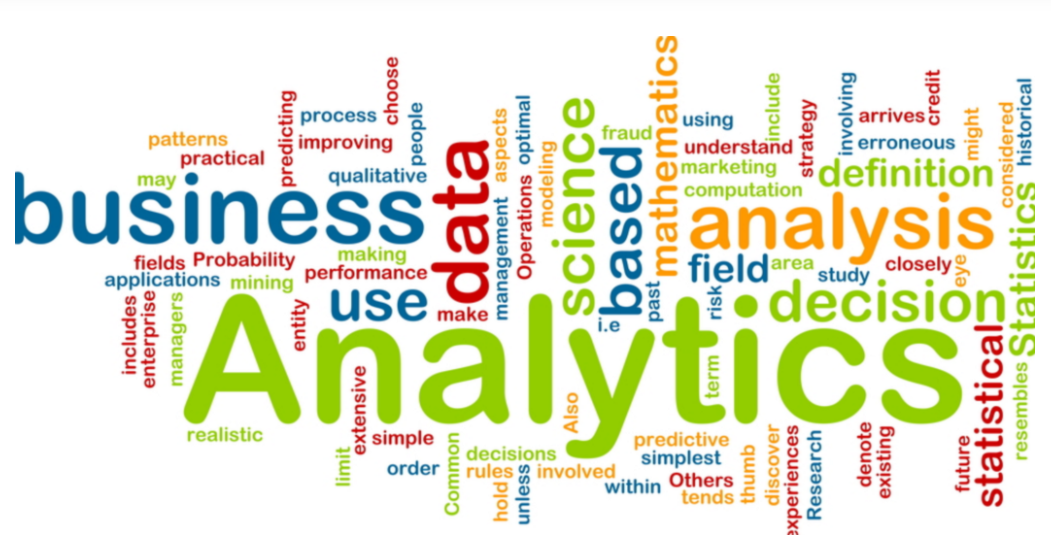 choose
process
people
predicting
improving
patterns
practical
qualitative
may
business
data
aspects
optimal
modeling
Operations
management
science
fraud
based
mathematics
using
include
understand
strategy
marketing
computation
involving
arrives
credit
erroneous
might
considered
historical
definition
analysis
fields
Probability
making
applications
mining
performance
use
make
i.e
past
field
area
risk
study
closely
eye
decision
Statistics
includes
enterprise
managers
entity
Analytics
term
realistic
extensive
simple
limit
order
Common
decisions
rules
hold
unless
involved
Also
predictive
simplest
within
Others
tends
thumb
discover
experiences
Research
denote
existing
future
statistical
resembles